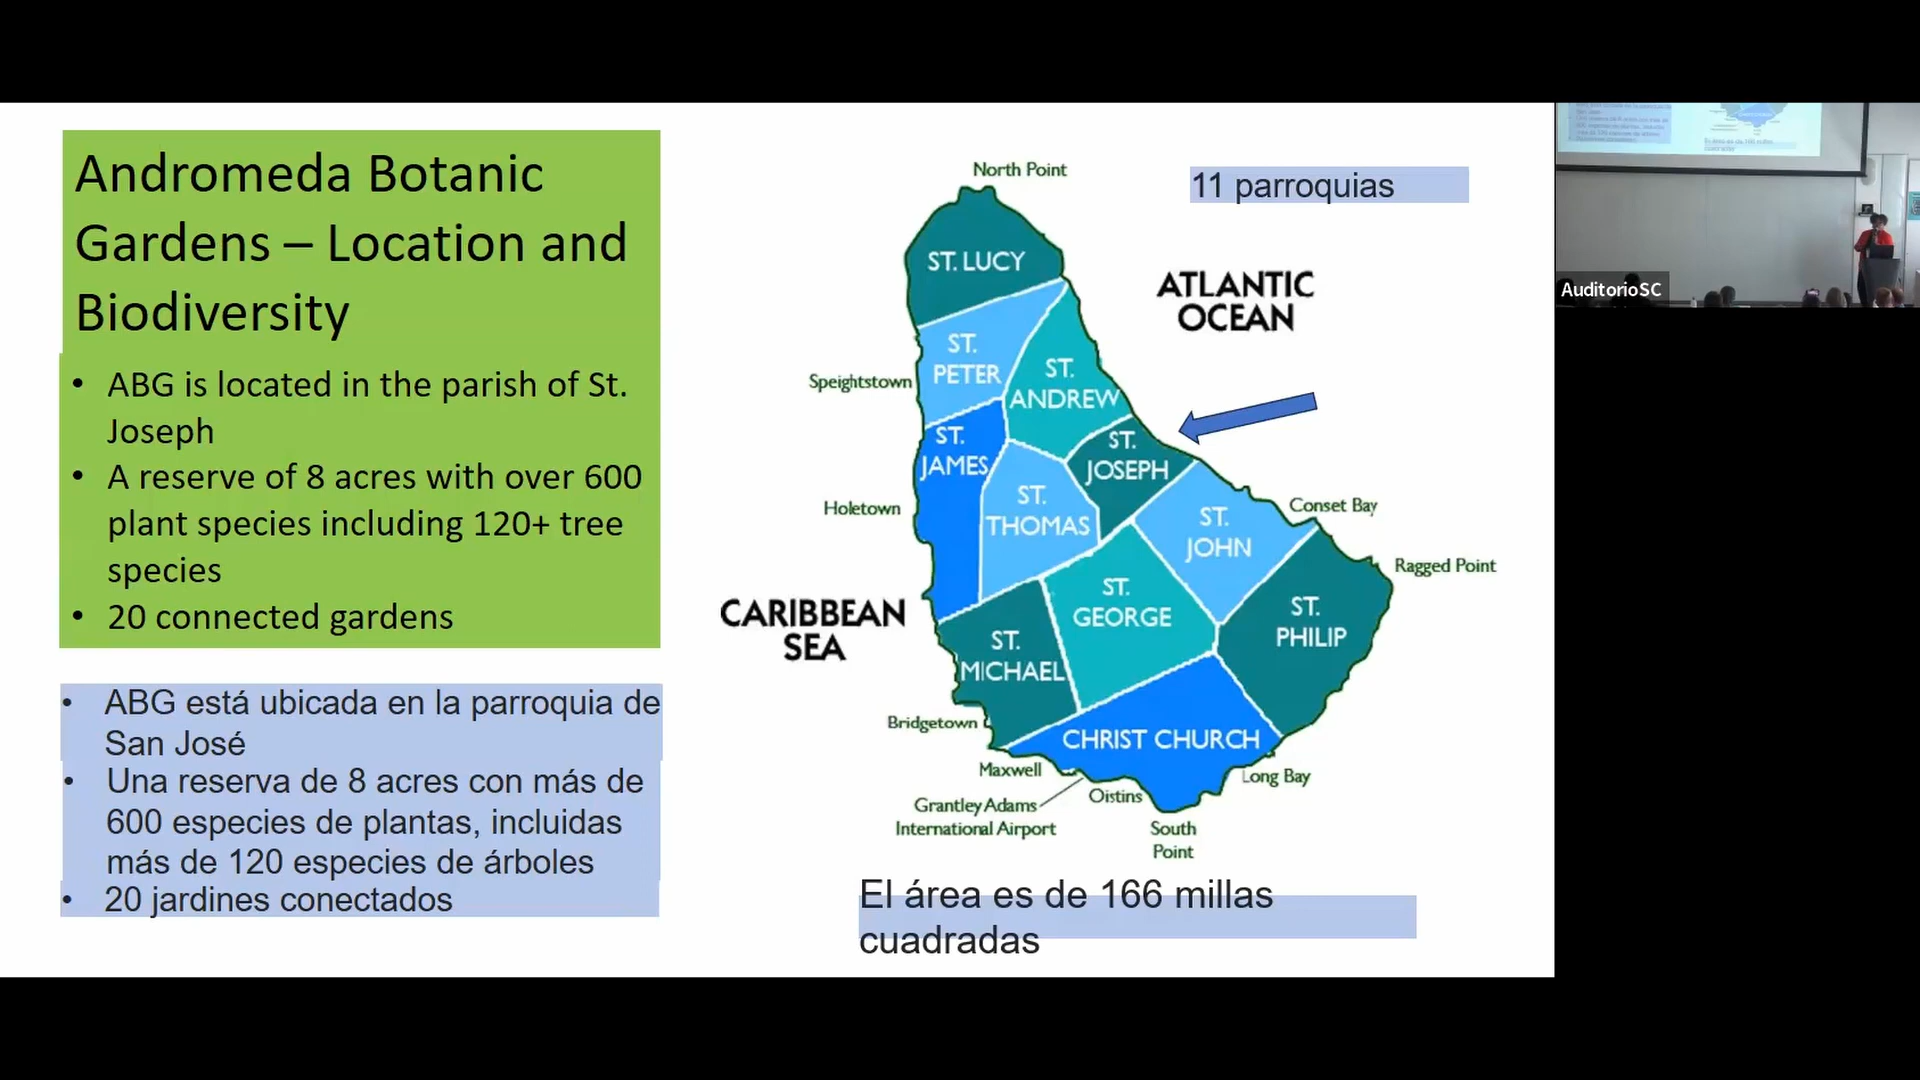 Andromeda Botanic
Gardens – Location and
Biodiversity
• ABG is located in the parish of St.
Joseph
• A reserve of 8 acres with over 600
plant species including 120+ tree
species
• 20 connected gardens
• ABG está ubicada en la parroquia de
San José
• Una reserva de 8 acres con más de
600 especies de plantas, incluidas
más de 120 especies de árboles
• 20 jardines conectados
11 parroquias
North Point
ST. LUCY
ATLANTIC
OCEAN
ST.
PETER
Speightstown
ST.
ANDREW
ST.
JAMES
ST.
JOSEPH
Holetown
ST.
THOMAS
ST.
JOHN
Conset Bay
Ragged Point
CARIBBEAN
SEA
ST.
GEORGE
ST.
PHILIP
ST.
MICHAEL
Bridgetown
CHRIST CHURCH
Maxwell
Long Bay
Grantley Adams
International Airport
Oistins
South
Point
El área es de 166 millas
cuadradas
AuditorioSC